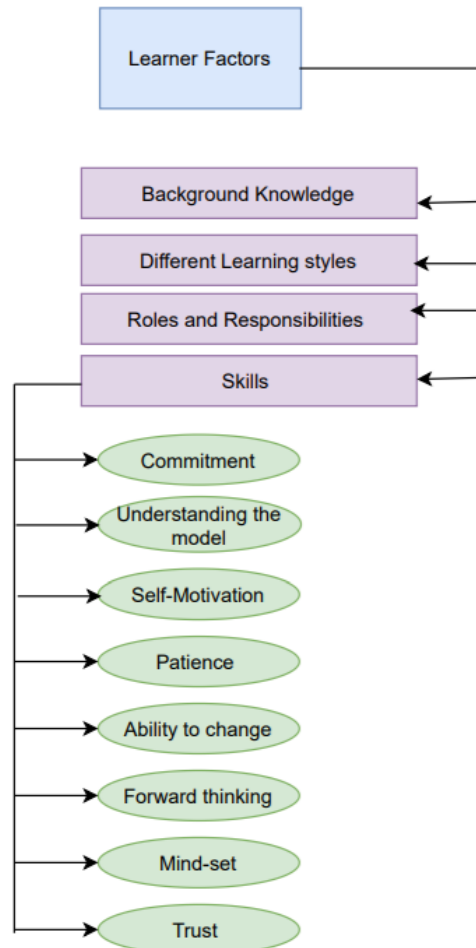 Learner Factors
Background Knowledge
Different Learning styles
Roles and Responsibilities
Skills
Commitment
Understanding the
model
Self-Motivation
Patience
Ability to change
Forward thinking
Mind-set
Trust